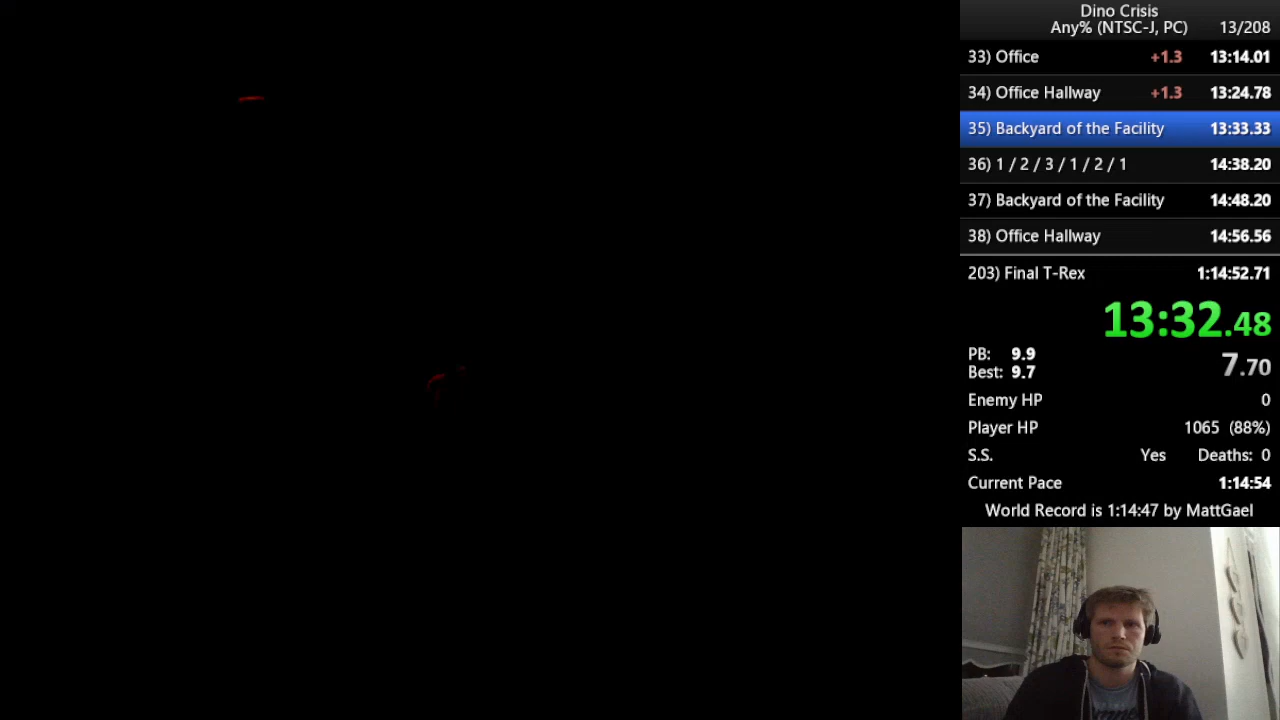 Dino Crisis
Any% (NTSC-J, PC) 13/208
33) Office +1.3 13:14.01
34) Office Hallway +1.3 13:24.78
35) Backyard of the Facility 13:33.33
36) 1 / 2 / 3 / 1 / 2 / 1 14:38.20
37) Backyard of the Facility 14:48.20
38) Office Hallway 14:56.56
203) Final T-Rex 1:14:52.71
13:32.48
PB: 9.9
Best: 9.7 7.70
Enemy HP 0
Player HP 1065 (88%)
S.S. Yes Deaths: 0
Current Pace 1:14:54
World Record is 1:14:47 by MattGael